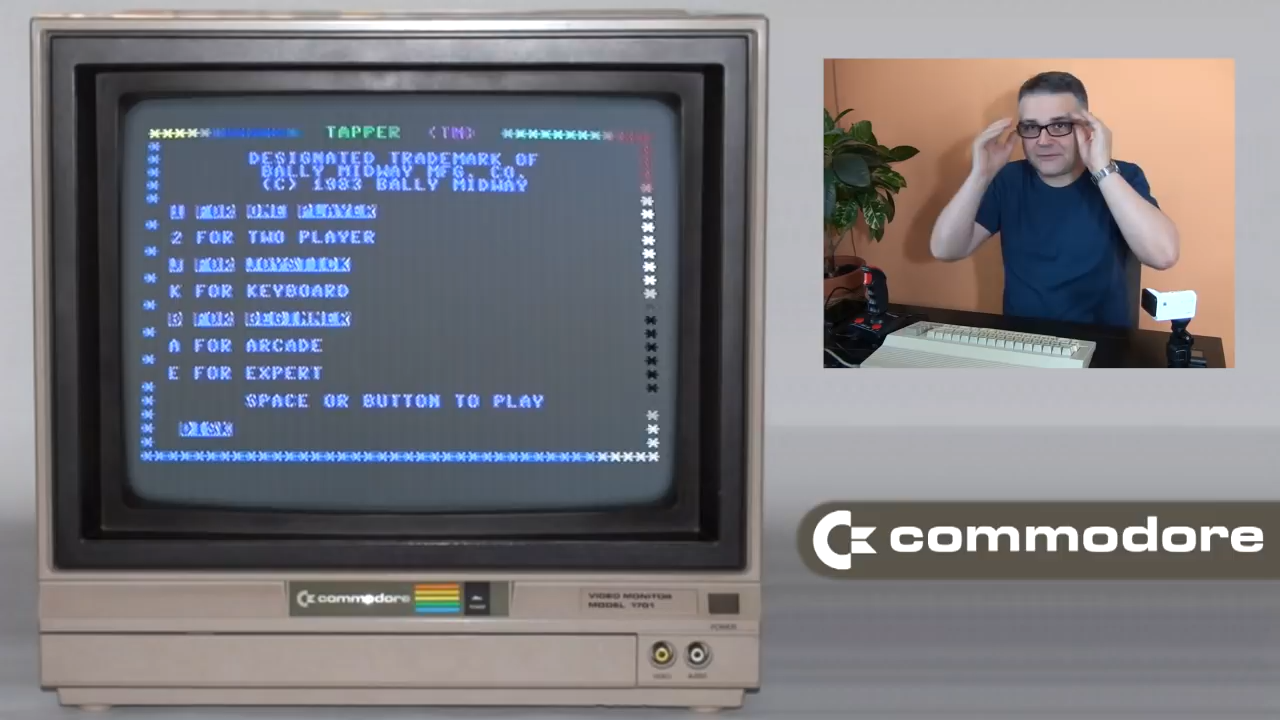 TAPPER (TM)
DESIGNATED TRADEMARK OF
BALLY MIDWAY MFG. CO.
(C) 1983 BALLY MIDWAY
1 FOR ONE PLAYER
2 FOR TWO PLAYER
J FOR JOYSTICK
K FOR KEYBOARD
B FOR BEGINNER
A FOR ARCADE
E FOR EXPERT
SPACE OR BUTTON TO PLAY
DISK
commodore
VIDEO MONITOR
MODEL 1701
POWER
VIDEO
AUDIO
commodore